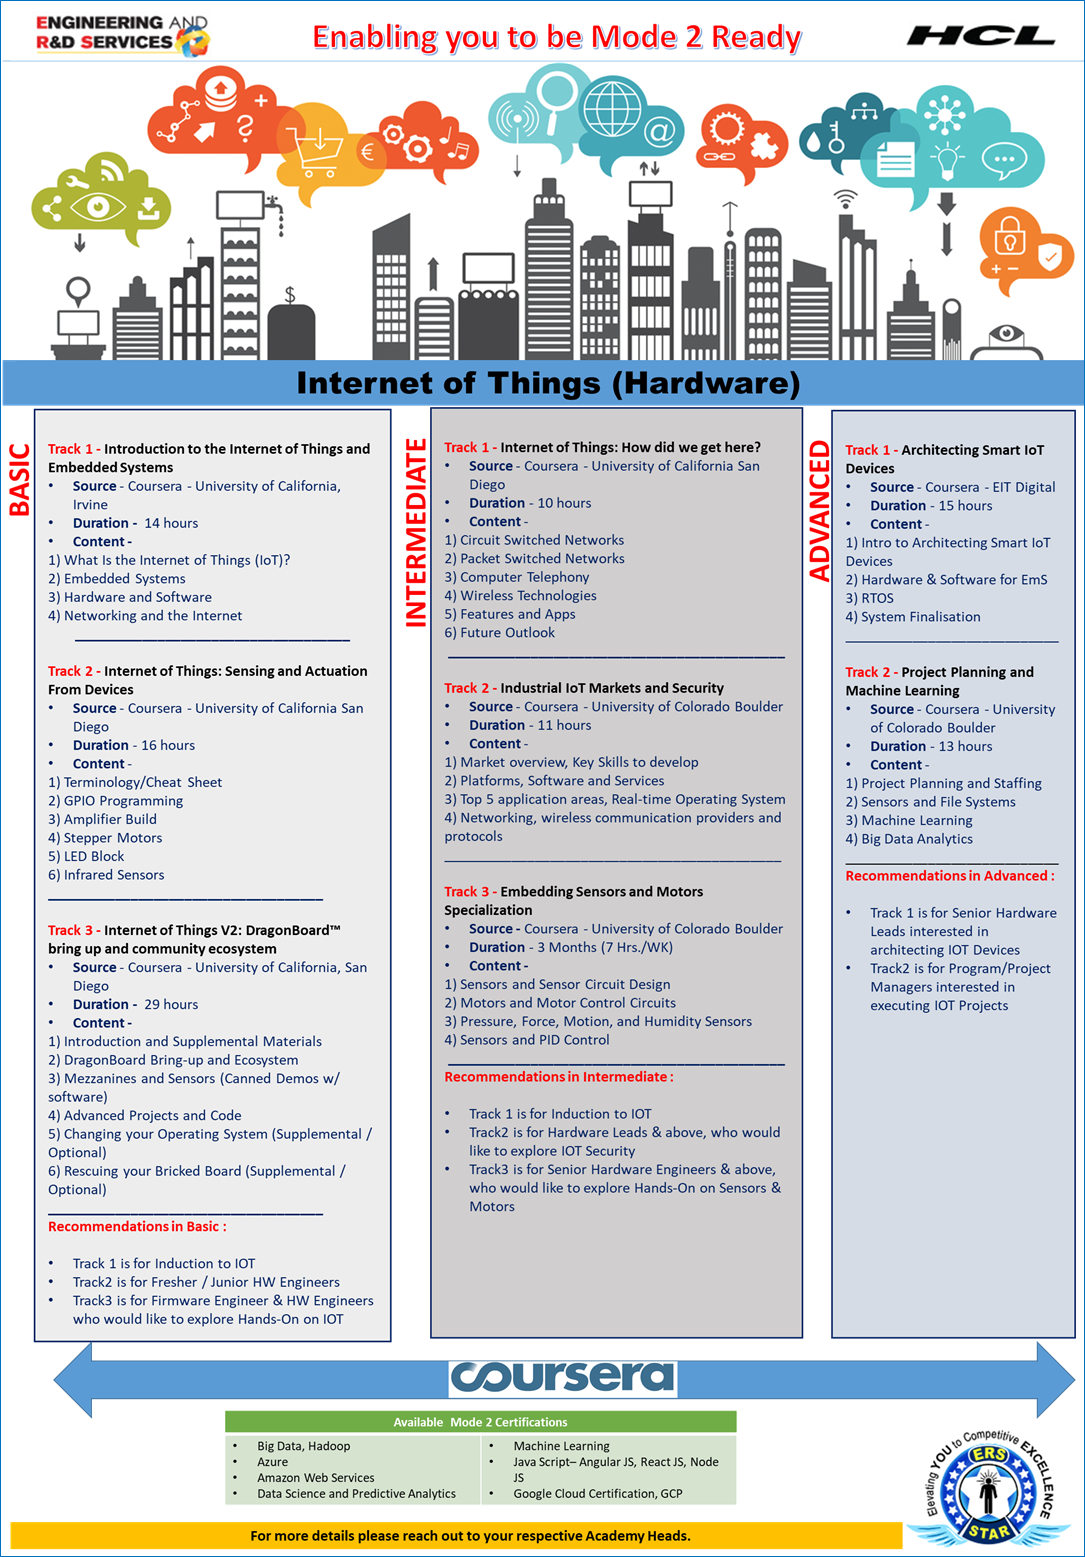 ENGINEERING AND
R&D SERVICES
Enabling you to be Mode 2 Ready
HCL
Internet of Things (Hardware)
BASIC
Track 1 - Introduction to the Internet of Things and
Embedded Systems
• Source - Coursera - University of California,
Irvine
• Duration - 14 hours
• Content -
1) What Is the Internet of Things (IoT)?
2) Embedded Systems
3) Hardware and Software
4) Networking and the Internet
Track 2 - Internet of Things: Sensing and Actuation
From Devices
• Source - Coursera - University of California San
Diego
• Duration - 16 hours
• Content -
1) Terminology/Cheat Sheet
2) GPIO Programming
3) Amplifier Build
4) Stepper Motors
5) LED Block
6) Infrared Sensors
Track 3 - Internet of Things V2: DragonBoard™
bring up and community ecosystem
• Source - Coursera - University of California, San
Diego
• Duration - 29 hours
• Content -
1) Introduction and Supplemental Materials
2) DragonBoard Bring-up and Ecosystem
3) Mezzanines and Sensors (Canned Demos w/
software)
4) Advanced Projects and Code
5) Changing your Operating System (Supplemental /
Optional)
6) Rescuing your Bricked Board (Supplemental /
Optional)
Recommendations in Basic :
• Track 1 is for Induction to IOT
• Track2 is for Fresher / Junior HW Engineers
• Track3 is for Firmware Engineer & HW Engineers
who would like to explore Hands-On on IOT
INTERMEDIATE
Track 1 - Internet of Things: How did we get here?
• Source - Coursera - University of California San
Diego
• Duration - 10 hours
• Content -
1) Circuit Switched Networks
2) Packet Switched Networks
3) Computer Telephony
4) Wireless Technologies
5) Features and Apps
6) Future Outlook
Track 2 - Industrial IoT Markets and Security
• Source - Coursera - University of Colorado Boulder
• Duration - 11 hours
• Content -
1) Market overview, Key Skills to develop
2) Platforms, Software and Services
3) Top 5 application areas, Real-time Operating System
4) Networking, wireless communication providers and
protocols
Track 3 - Embedding Sensors and Motors
Specialization
• Source - Coursera - University of Colorado Boulder
• Duration - 3 Months (7 Hrs./WK)
• Content -
1) Sensors and Sensor Circuit Design
2) Motors and Motor Control Circuits
3) Pressure, Force, Motion, and Humidity Sensors
4) Sensors and PID Control
Recommendations in Intermediate :
• Track 1 is for Induction to IOT
• Track2 is for Hardware Leads & above, who would
like to explore IOT Security
• Track3 is for Senior Hardware Engineers & above,
who would like to explore Hands-On on Sensors &
Motors
ADVANCED
Track 1 - Architecting Smart IoT
Devices
• Source - Coursera - EIT Digital
• Duration - 15 hours
• Content -
1) Intro to Architecting Smart IoT
Devices
2) Hardware & Software for EmS
3) RTOS
4) System Finalisation
Track 2 - Project Planning and
Machine Learning
• Source - Coursera - University
of Colorado Boulder
• Duration - 13 hours
• Content -
1) Project Planning and Staffing
2) Sensors and File Systems
3) Machine Learning
4) Big Data Analytics
Recommendations in Advanced :
• Track 1 is for Senior Hardware
Leads interested in
architecting IOT Devices
• Track2 is for Program/Project
Managers interested in
executing IOT Projects
coursera
Available Mode 2 Certifications
• Big Data, Hadoop
• Azure
• Amazon Web Services
• Data Science and Predictive Analytics
• Machine Learning
• Java Script– Angular JS, React JS, Node
JS
• Google Cloud Certification, GCP
Elevating YOU to Competitive EXCELLENCE
ERS
STAR
For more details please reach out to your respective Academy Heads.